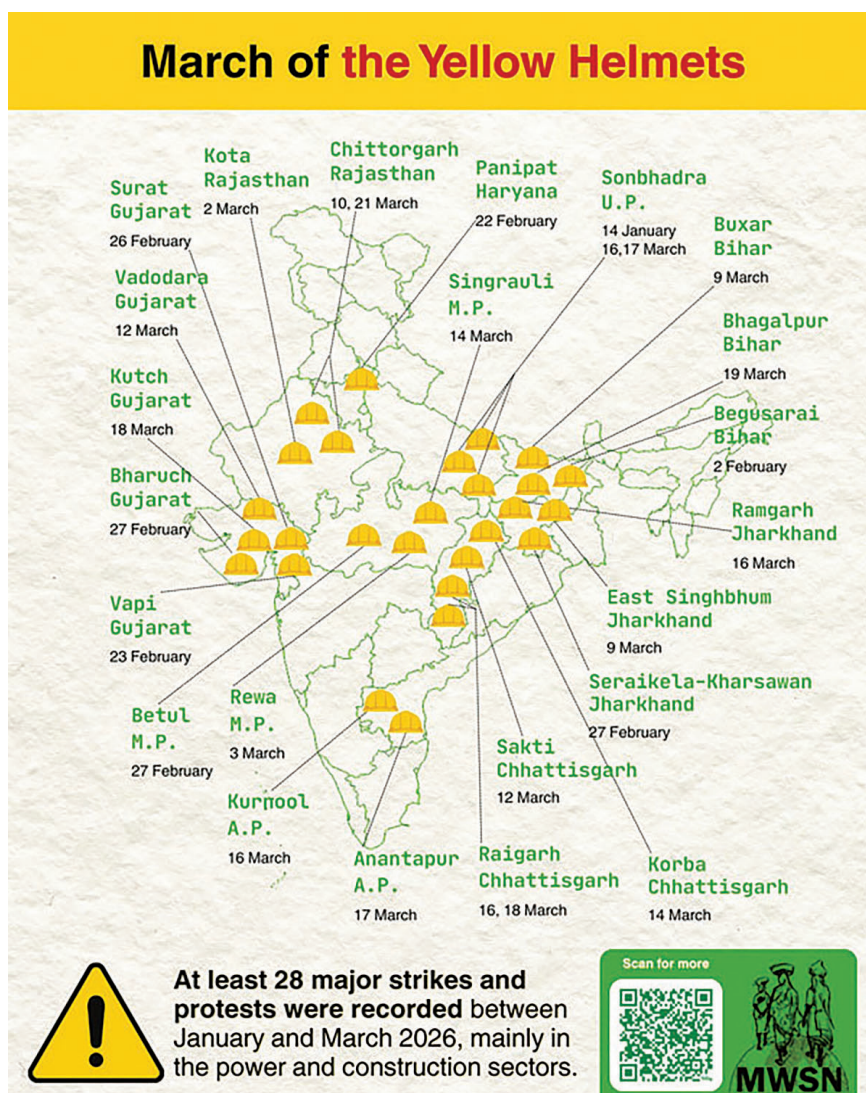 March of the Yellow Helmets
Kota
Rajasthan
2 March
Chittorgarh
Rajasthan
10, 21 March
Panipat
Haryana
22 February
Sonbhadra
U.P.
14 January
16,17 March
Surat
Gujarat
26 February
Buxar
Bihar
9 March
Vadodara
Gujarat
12 March
Singrauli
M.P.
14 March
Bhagalpur
Bihar
19 March
Kutch
Gujarat
18 March
Begusarai
Bihar
2 February
Bharuch
Gujarat
27 February
Ramgarh
Jharkhand
16 March
Vapi
Gujarat
23 February
East Singhbhum
Jharkhand
9 March
Seraikela-Kharsawan
Jharkhand
27 February
Betul
M.P.
27 February
Rewa
M.P.
3 March
Sakti
Chhattisgarh
12 March
Kurnool
A.P.
16 March
Anantapur
A.P.
17 March
Raigarh
Chhattisgarh
16, 18 March
Korba
Chhattisgarh
14 March
At least 28 major strikes and
protests were recorded between
January and March 2026, mainly in
the power and construction sectors.
Scan for more
MWSN